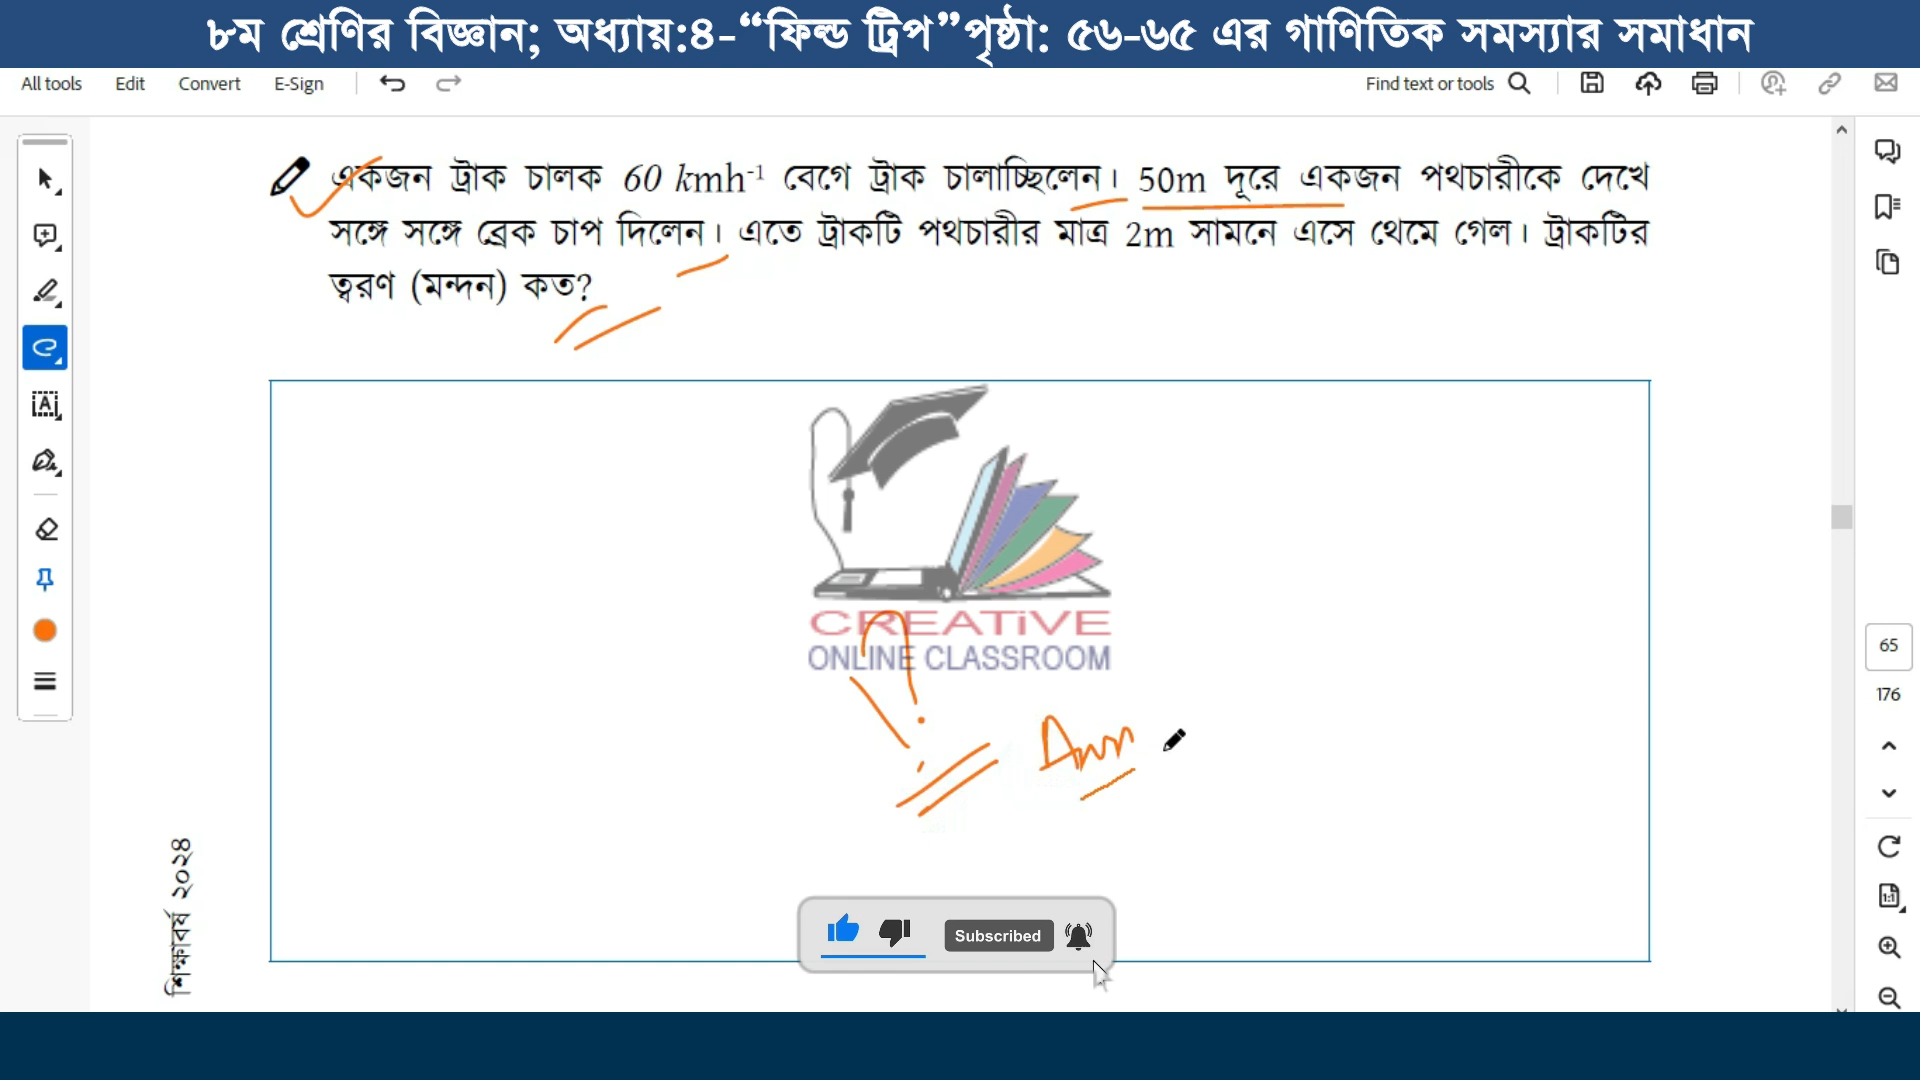 ৮ম শ্রেণির বিজ্ঞান; অধ্যায়:৪-“ফিল্ড ট্রিপ”পৃষ্ঠা: ৫৬-৬৫ এর গাণিতিক সমস্যার সমাধান
All tools Edit Convert E-Sign Find text or tools
একজন ট্রাক চালক 60 kmh-1 বেগে ট্রাক চালাচ্ছিলেন। 50m দূরে একজন পথচারীকে দেখে
সঙ্গে সঙ্গে ব্রেক চাপ দিলেন। এতে ট্রাকটি পথচারীর মাত্র 2m সামনে এসে থেমে গেল। ট্রাকটির
ত্বরণ (মন্দন) কত?
CREATiVE
ONLINE CLASSROOM
?
Ans
65
176
1:1
শিক্ষাবর্ষ ২০২৪
Subscribed